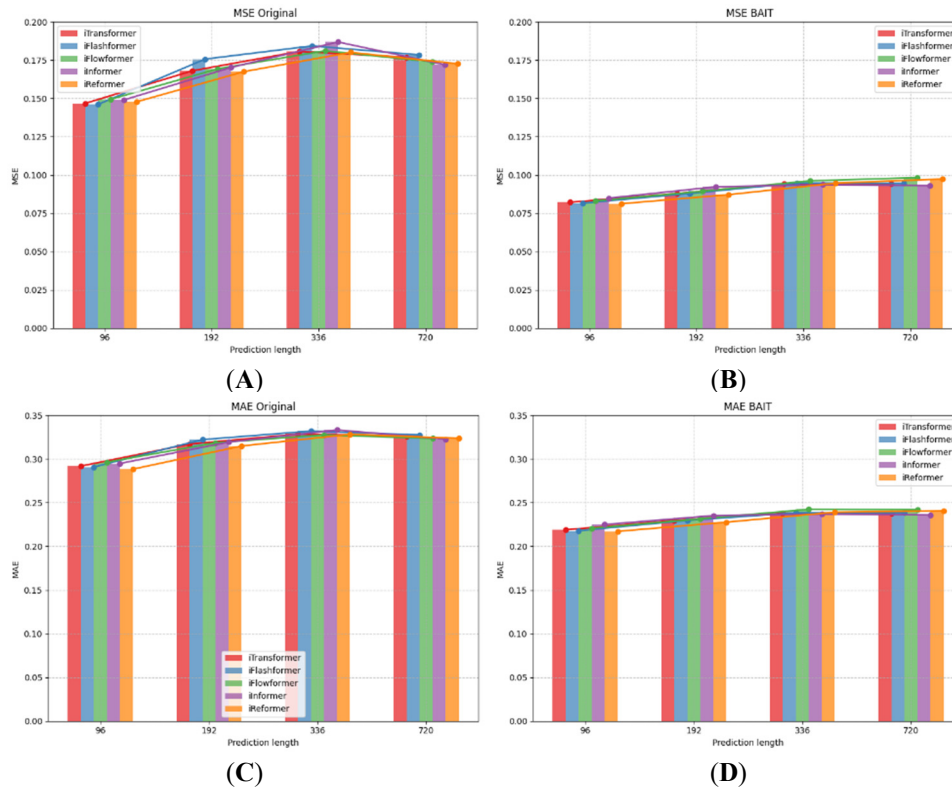 MSE Original
MSE BAIT
0.200
0.175
0.150
0.125
0.100
0.075
0.050
0.025
0.000
MSE
iTransformer
iFlashformer
iFlowformer
iInformer
iReformer
96
192
336
720
Prediction length
(A)
0.200
0.175
0.150
0.125
0.100
0.075
0.050
0.025
0.000
MSE
iTransformer
iFlashformer
iFlowformer
iInformer
iReformer
96
192
336
720
Prediction length
(B)
MAE Original
0.35
0.30
0.25
0.20
0.15
0.10
0.05
0.00
MAE
iTransformer
iFlashformer
iFlowformer
iInformer
iReformer
96
192
336
720
Prediction length
(C)
MAE BAIT
0.35
0.30
0.25
0.20
0.15
0.10
0.05
0.00
MAE
iTransformer
iFlashformer
iFlowformer
iInformer
iReformer
96
192
336
720
Prediction length
(D)